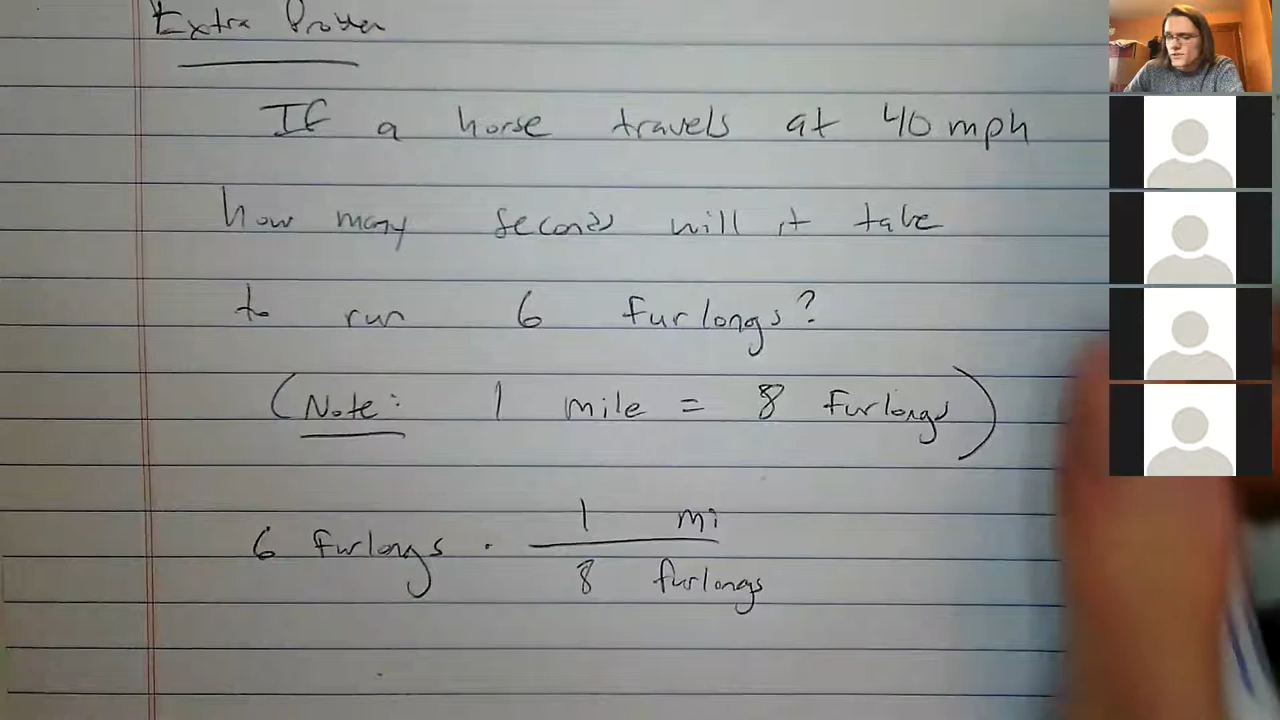 Extra Problem
If a horse travels at 40 mph
how many seconds will it take
to run 6 furlongs?
(Note: 1 mile = 8 furlongs)
6 furlongs · 1 mi
8 furlongs